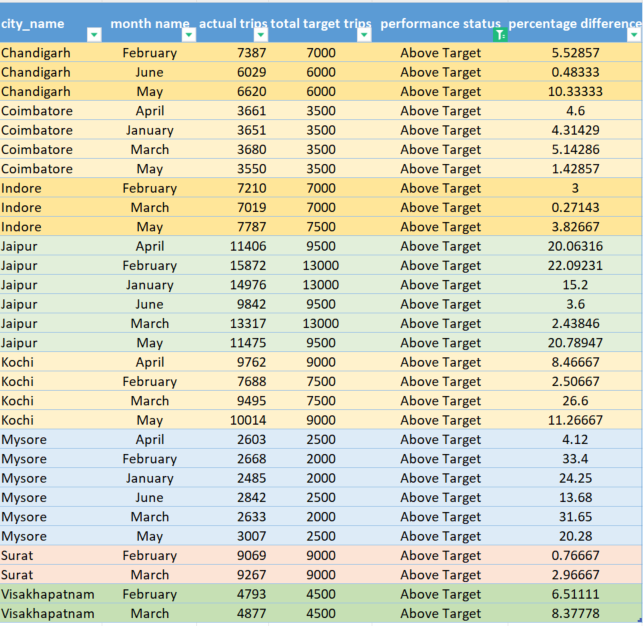 city_name month name actual trips total target trips performance status percentage difference
Chandigarh February 7387 7000 Above Target 5.52857
Chandigarh June 6029 6000 Above Target 0.48333
Chandigarh May 6620 6000 Above Target 10.33333
Coimbatore April 3661 3500 Above Target 4.6
Coimbatore January 3651 3500 Above Target 4.31429
Coimbatore March 3680 3500 Above Target 5.14286
Coimbatore May 3550 3500 Above Target 1.42857
Indore February 7210 7000 Above Target 3
Indore March 7019 7000 Above Target 0.27143
Indore May 7787 7500 Above Target 3.82667
Jaipur April 11406 9500 Above Target 20.06316
Jaipur February 15872 13000 Above Target 22.09231
Jaipur January 14976 13000 Above Target 15.2
Jaipur June 9842 9500 Above Target 3.6
Jaipur March 13317 13000 Above Target 2.43846
Jaipur May 11475 9500 Above Target 20.78947
Kochi April 9762 9000 Above Target 8.46667
Kochi February 7688 7500 Above Target 2.50667
Kochi March 9495 7500 Above Target 26.6
Kochi May 10014 9000 Above Target 11.26667
Mysore April 2603 2500 Above Target 4.12
Mysore February 2668 2000 Above Target 33.4
Mysore January 2485 2000 Above Target 24.25
Mysore June 2842 2500 Above Target 13.68
Mysore March 2633 2000 Above Target 31.65
Mysore May 3007 2500 Above Target 20.28
Surat February 9069 9000 Above Target 0.76667
Surat March 9267 9000 Above Target 2.96667
Visakhapatnam February 4793 4500 Above Target 6.51111
Visakhapatnam March 4877 4500 Above Target 8.37778